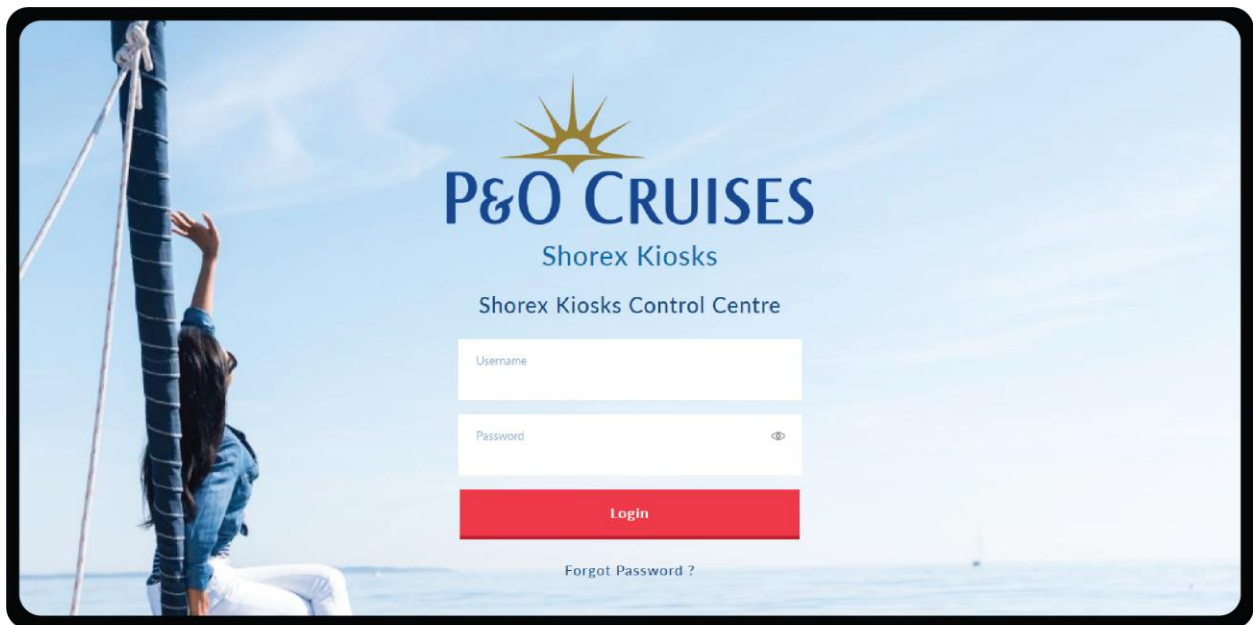 P&O CRUISES
Shorex Kiosks
Shorex Kiosks Control Centre
Username
Password
Login
Forgot Password ?